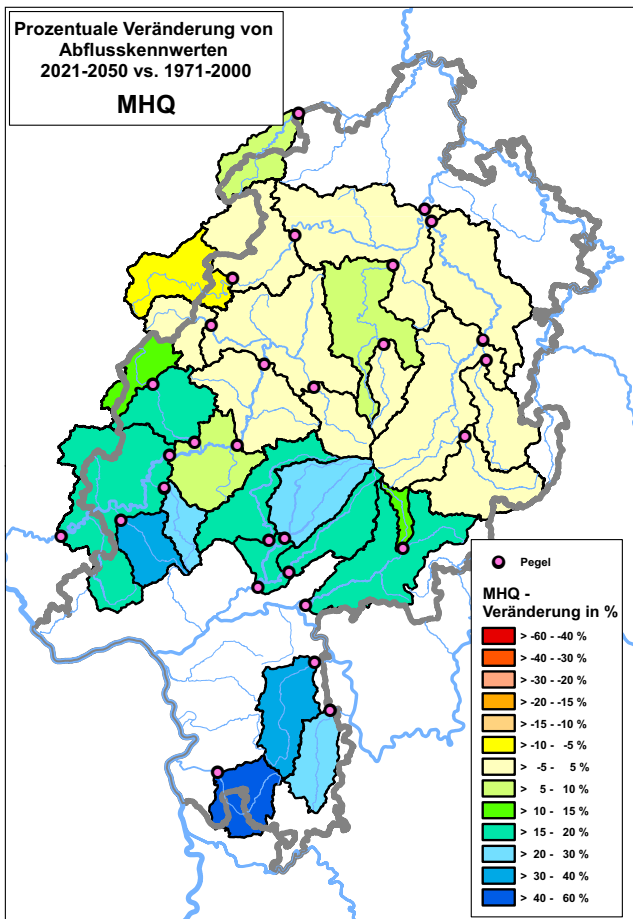 Prozentuale Veränderung von
Abflusskennwerten
2021-2050 vs. 1971-2000
MHQ
Pegel
MHQ -
Veränderung in %
> -60 - -40 %
> -40 - -30 %
> -30 - -20 %
> -20 - -15 %
> -15 - -10 %
> -10 - -5 %
> -5 - 5 %
> 5 - 10 %
> 10 - 15 %
> 15 - 20 %
> 20 - 30 %
> 30 - 40 %
> 40 - 60 %